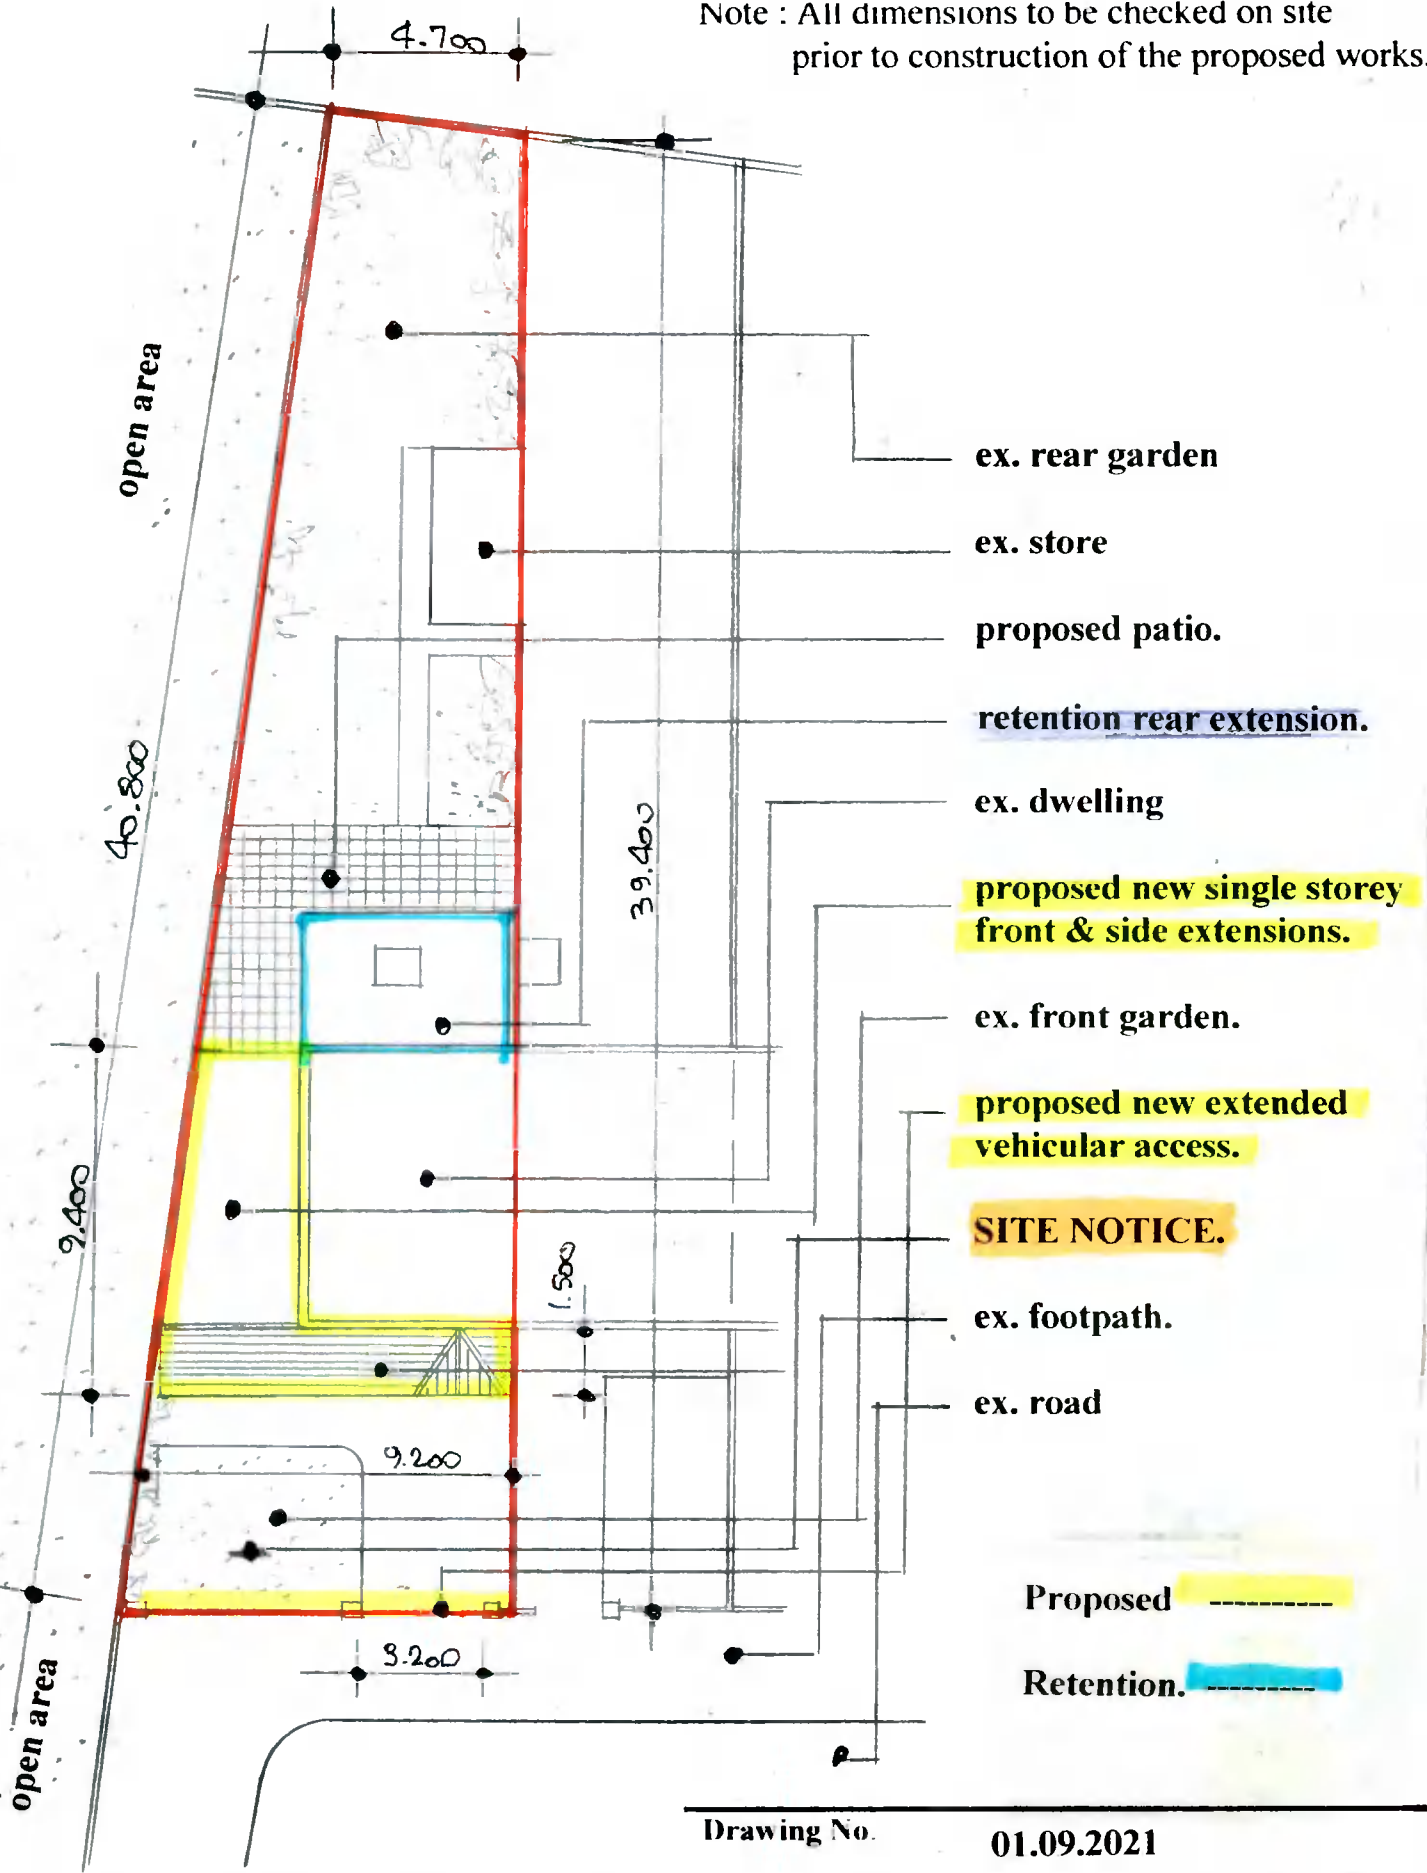 Note : All dimensions to be checked on site
prior to construction of the proposed works.
4.700
open area
ex. rear garden
ex. store
proposed patio.
retention rear extension.
40.800
39.400
ex. dwelling
proposed new single storey
front & side extensions.
ex. front garden.
proposed new extended
vehicular access.
9.400
SITE NOTICE.
1.500
ex. footpath.
ex. road
9.200
Proposed ----------
3.200
Retention. ---------
open area
Drawing No. 01.09.2021